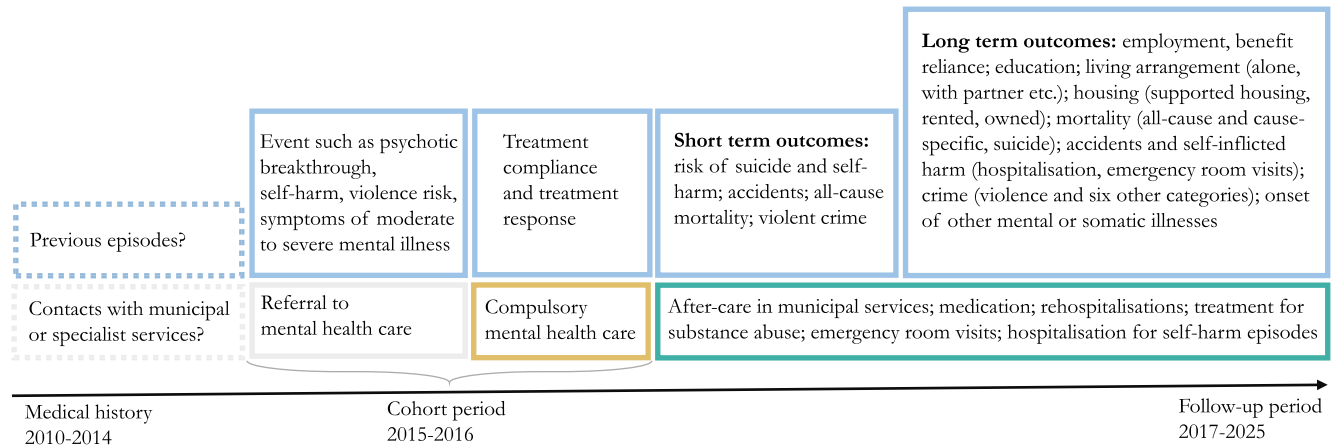 Previous episodes?
Contacts with municipal
or specialist services?
Event such as psychotic
breakthrough,
self-harm, violence risk,
symptoms of moderate
to severe mental illness
Referral to
mental health care
Treatment
compliance
and treatment
response
Compulsory
mental health care
Short term outcomes:
risk of suicide and self-
harm; accidents; all-cause
mortality; violent crime
Long term outcomes: employment, benefit
reliance; education; living arrangement (alone,
with partner etc.); housing (supported housing,
rented, owned); mortality (all-cause and cause-
specific, suicide); accidents and self-inflicted
harm (hospitalisation, emergency room visits);
crime (violence and six other categories); onset
of other mental or somatic illnesses
After-care in municipal services; medication; rehospitalisations; treatment for
substance abuse; emergency room visits; hospitalisation for self-harm episodes
Medical history
2010-2014
Cohort period
2015-2016
Follow-up period
2017-2025